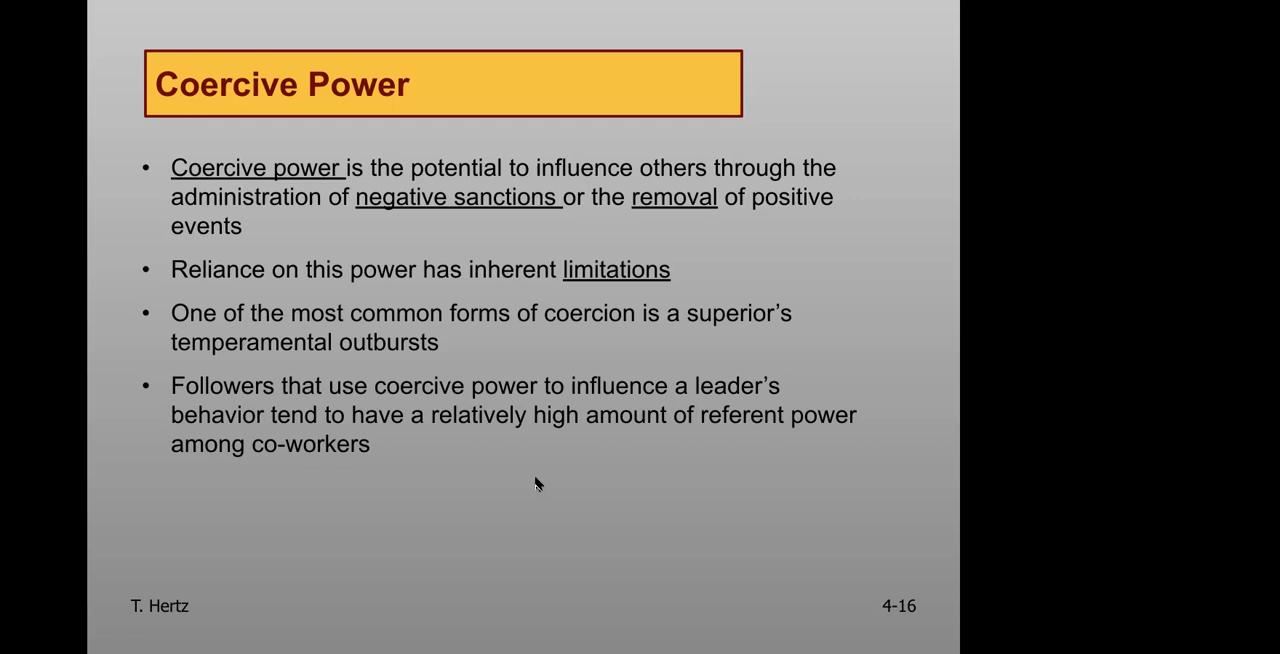 Coercive Power
• Coercive power is the potential to influence others through the
administration of negative sanctions or the removal of positive
events
• Reliance on this power has inherent limitations
• One of the most common forms of coercion is a superior’s
temperamental outbursts
• Followers that use coercive power to influence a leader’s
behavior tend to have a relatively high amount of referent power
among co-workers
T. Hertz
4-16